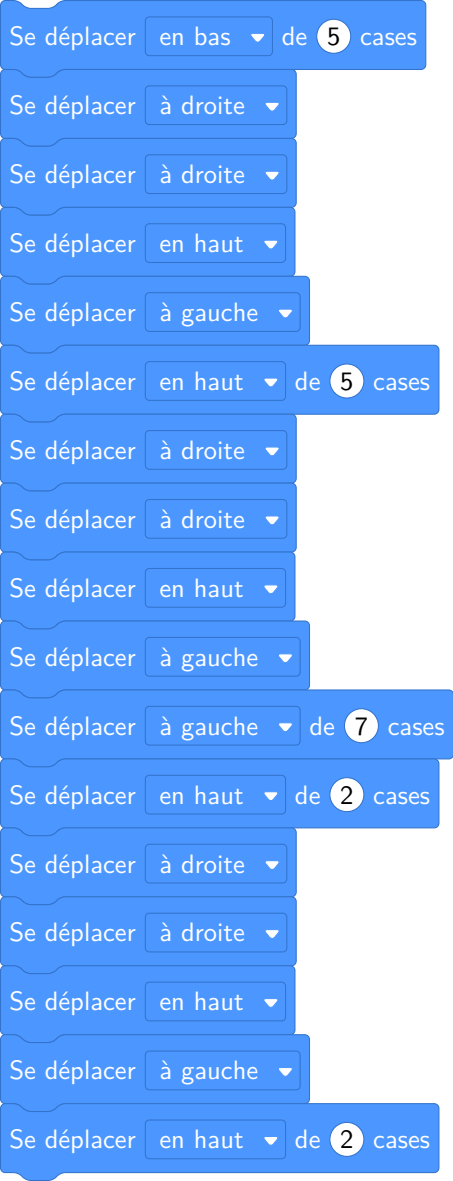 Se déplacer en bas de 5 cases
Se déplacer à droite
Se déplacer à droite
Se déplacer en haut
Se déplacer à gauche
Se déplacer en haut de 5 cases
Se déplacer à droite
Se déplacer à droite
Se déplacer en haut
Se déplacer à gauche
Se déplacer à gauche de 7 cases
Se déplacer en haut de 2 cases
Se déplacer à droite
Se déplacer à droite
Se déplacer en haut
Se déplacer à gauche
Se déplacer en haut de 2 cases